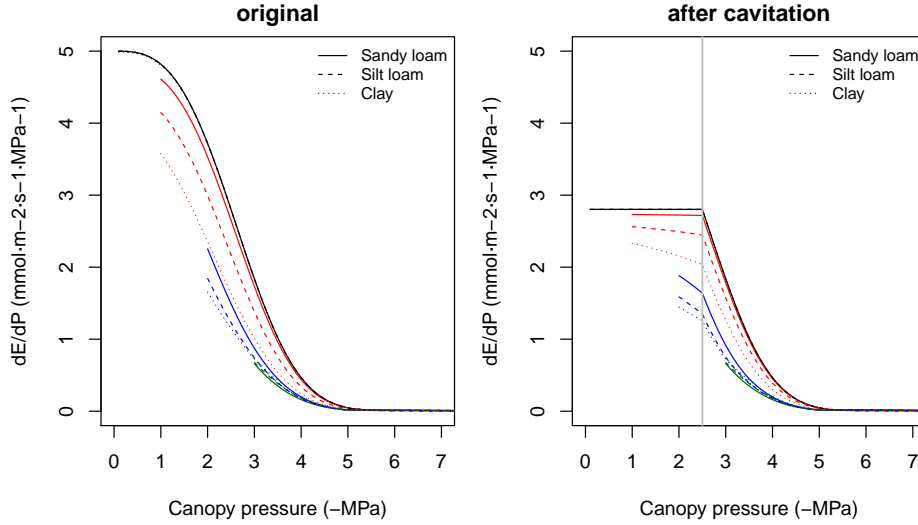 original
dE/dP (mmol·m−2·s−1·MPa−1)
5
4
3
2
1
0
Sandy loam
Silt loam
Clay
0 1 2 3 4 5 6 7
Canopy pressure (−MPa)
after cavitation
dE/dP (mmol·m−2·s−1·MPa−1)
5
4
3
2
1
0
Sandy loam
Silt loam
Clay
0 1 2 3 4 5 6 7
Canopy pressure (−MPa)